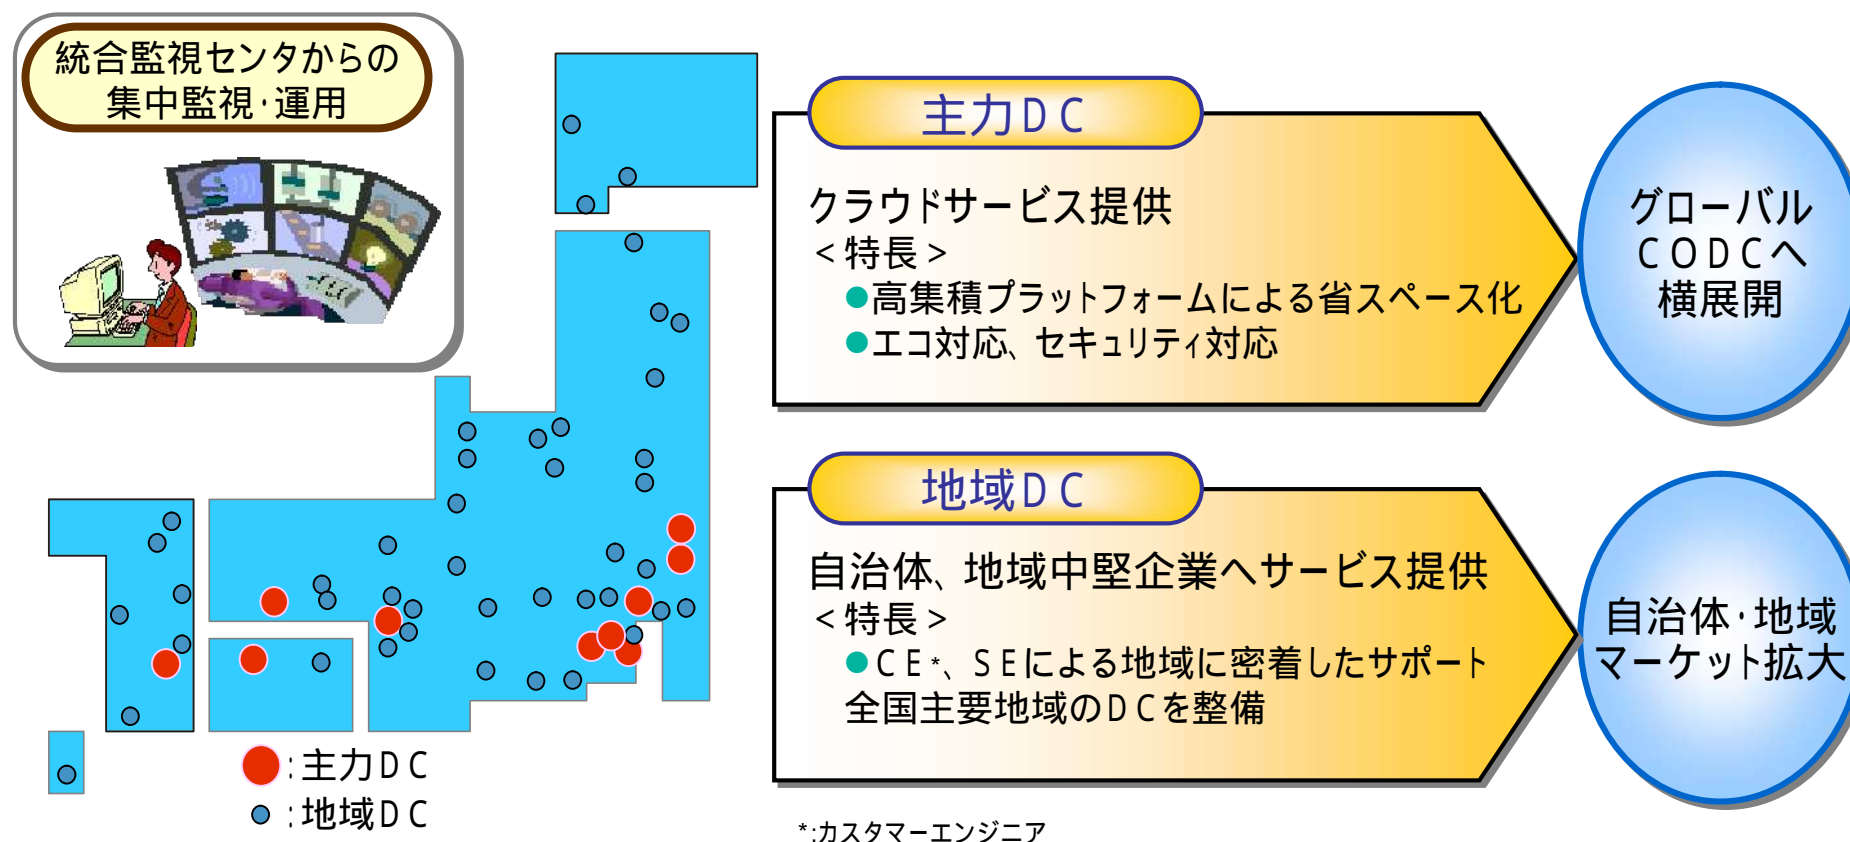 統合監視センタからの
集中監視・運用
主力DC
クラウドサービス提供
<特長>
●高集積プラットフォームによる省スペース化
●エコ対応、セキュリティ対応
グローバル
CODCへ
横展開
地域DC
自治体、地域中堅企業へサービス提供
<特長>
●CE*、SEによる地域に密着したサポート
全国主要地域のDCを整備
自治体・地域
マーケット拡大
:主力DC
:地域DC
*:カスタマーエンジニア